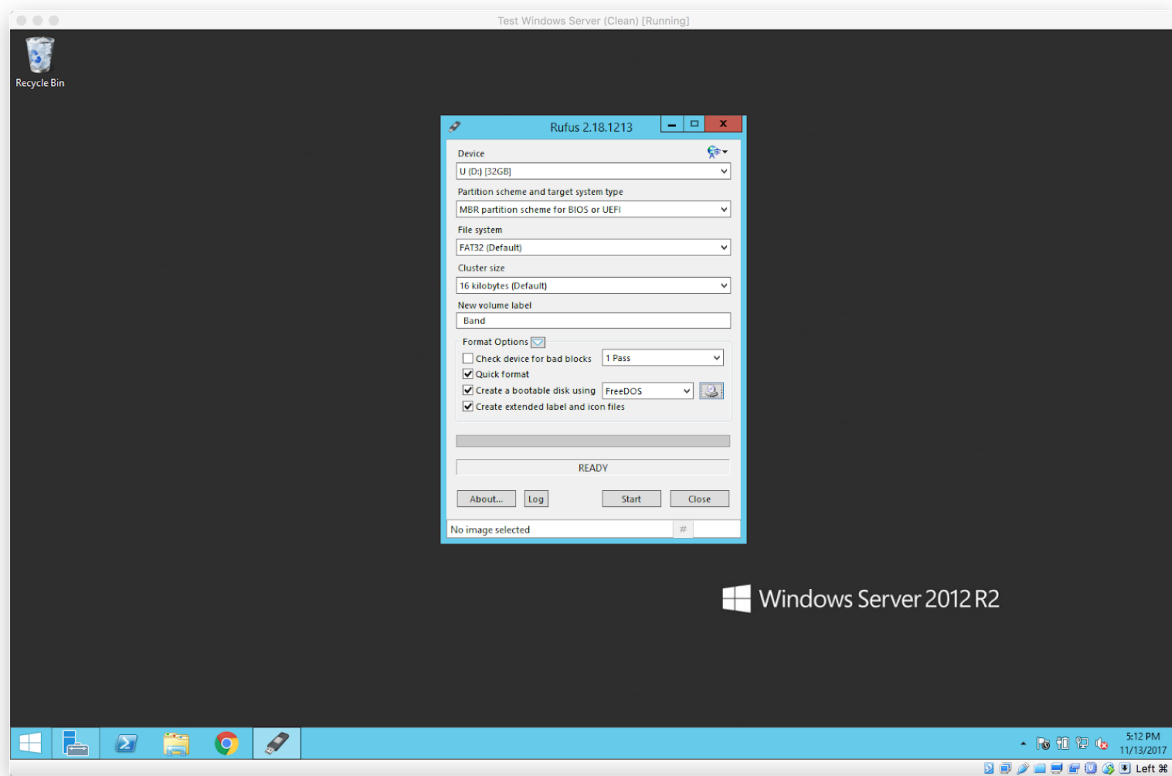 Test Windows Server (Clean) [Running]
Recycle Bin
Rufus 2.18.1213
Device
U (D:) [32GB]
Partition scheme and target system type
MBR partition scheme for BIOS or UEFI
File system
FAT32 (Default)
Cluster size
16 kilobytes (Default)
New volume label
Band
Format Options
Check device for bad blocks 1 Pass
Quick format
Create a bootable disk using FreeDOS
Create extended label and icon files
READY
About... Log Start Close
No image selected #
Windows Server 2012 R2
5:12 PM
11/13/2017
Left ⌘